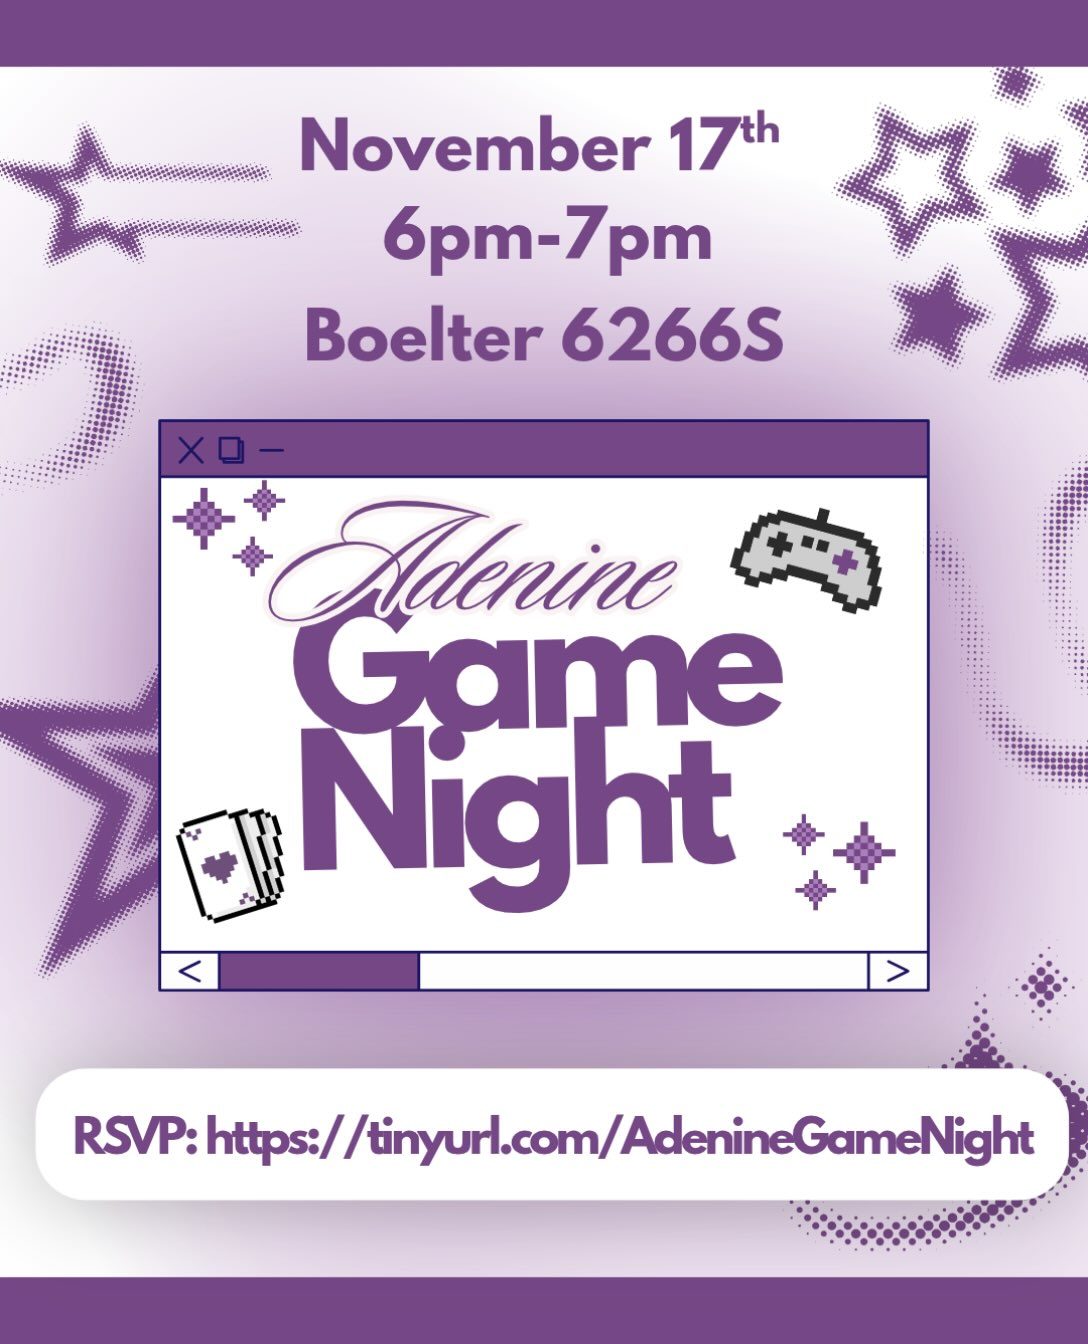 November 17th
6pm-7pm
Boelter 6266S
Adenine
Game
Night
RSVP: https://tinyurl.com/AdenineGameNight